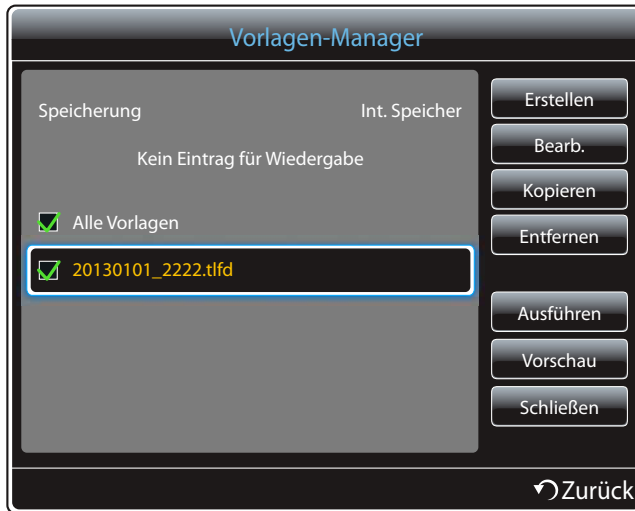 Vorlagen-Manager
Speicherung Int. Speicher
Kein Eintrag für Wiedergabe
Alle Vorlagen
20130101_2222.tlfd
Erstellen
Bearb.
Kopieren
Entfernen
Ausführen
Vorschau
Schließen
Zurück